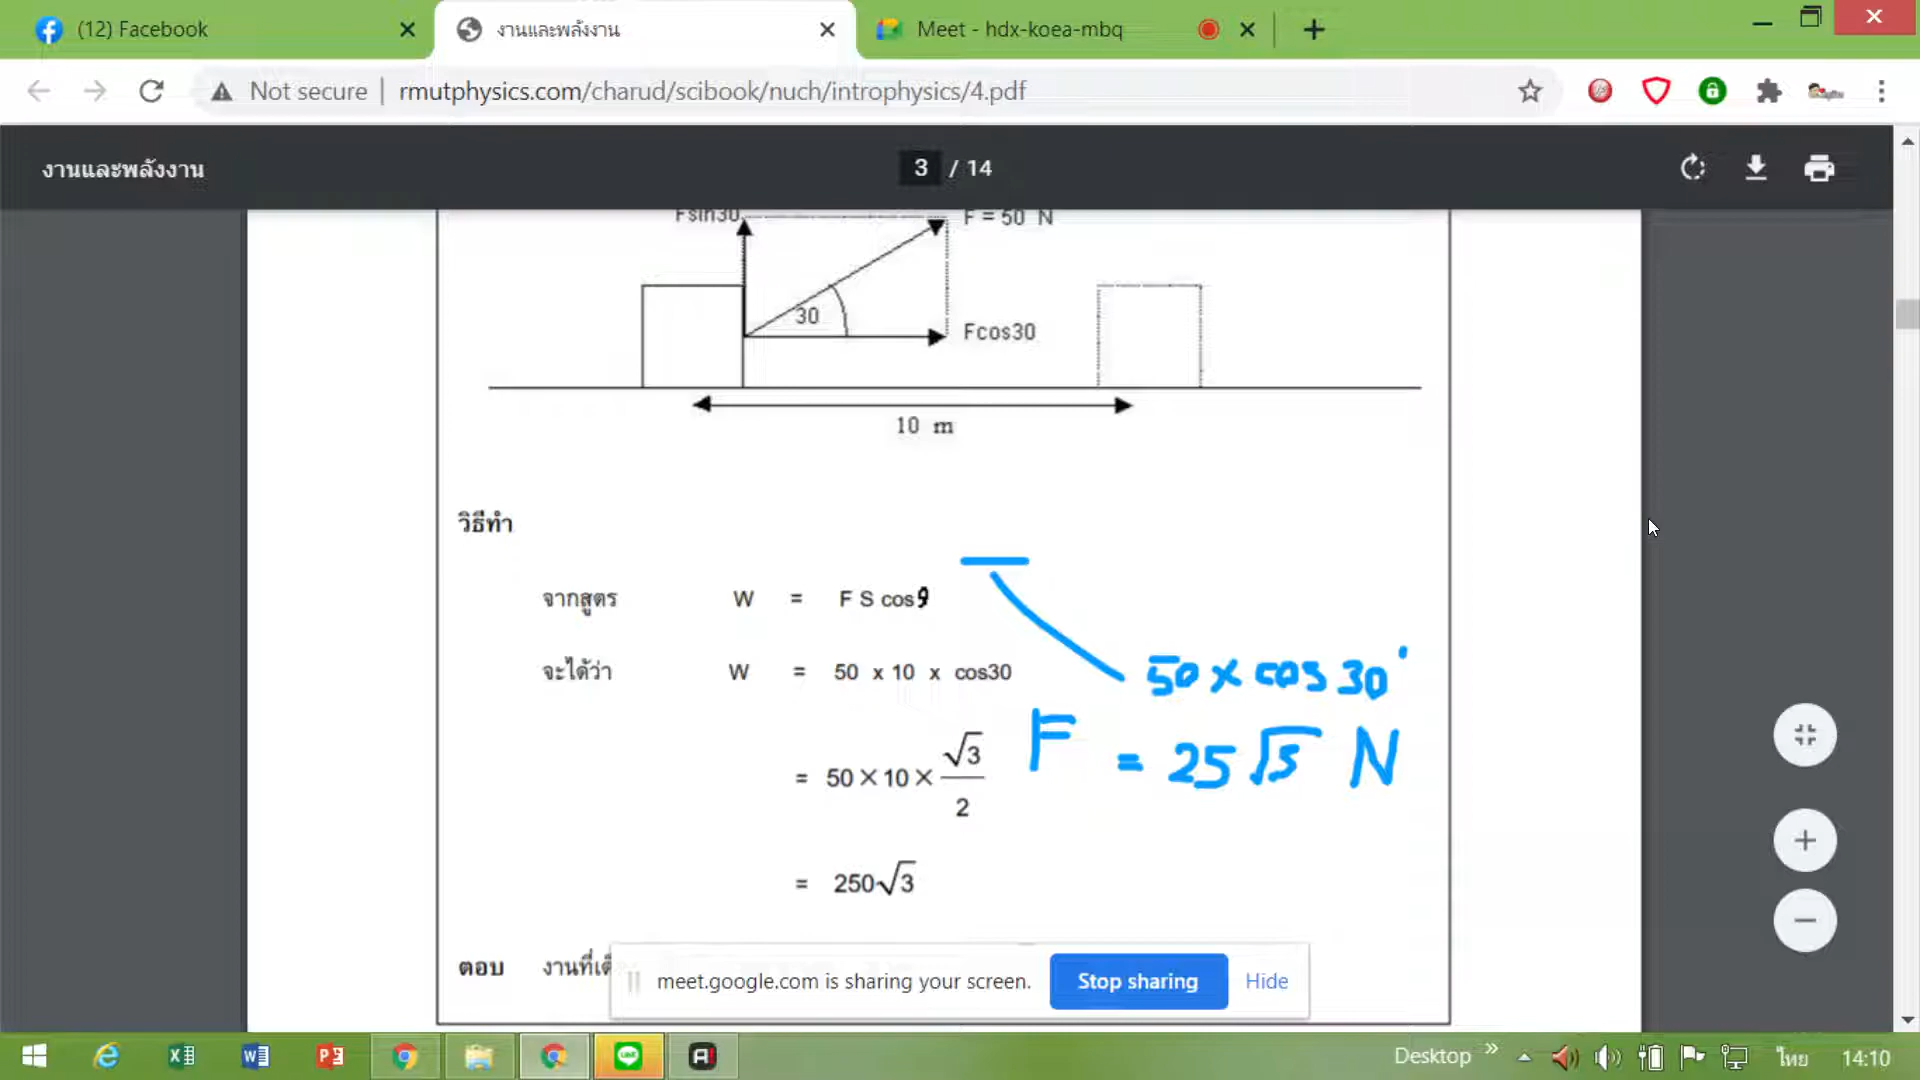 (12) Facebook
งานและพลังงาน
Meet - hdx-koea-mbq
Not secure
rmutphysics.com/charud/scibook/nuch/introphysics/4.pdf
งานและพลังงาน
3 / 14
Fsin30
F = 50 N
30
Fcos30
10 m
วิธีทำ
จากสูตร W = F S cosθ
จะได้ว่า W = 50 x 10 x cos30
50 x cos 30°
= 50×10× √3/2
F = 25 √3 N
= 250√3
ตอบ
meet.google.com is sharing your screen.
Stop sharing
Hide
Desktop
ไทย
14:10